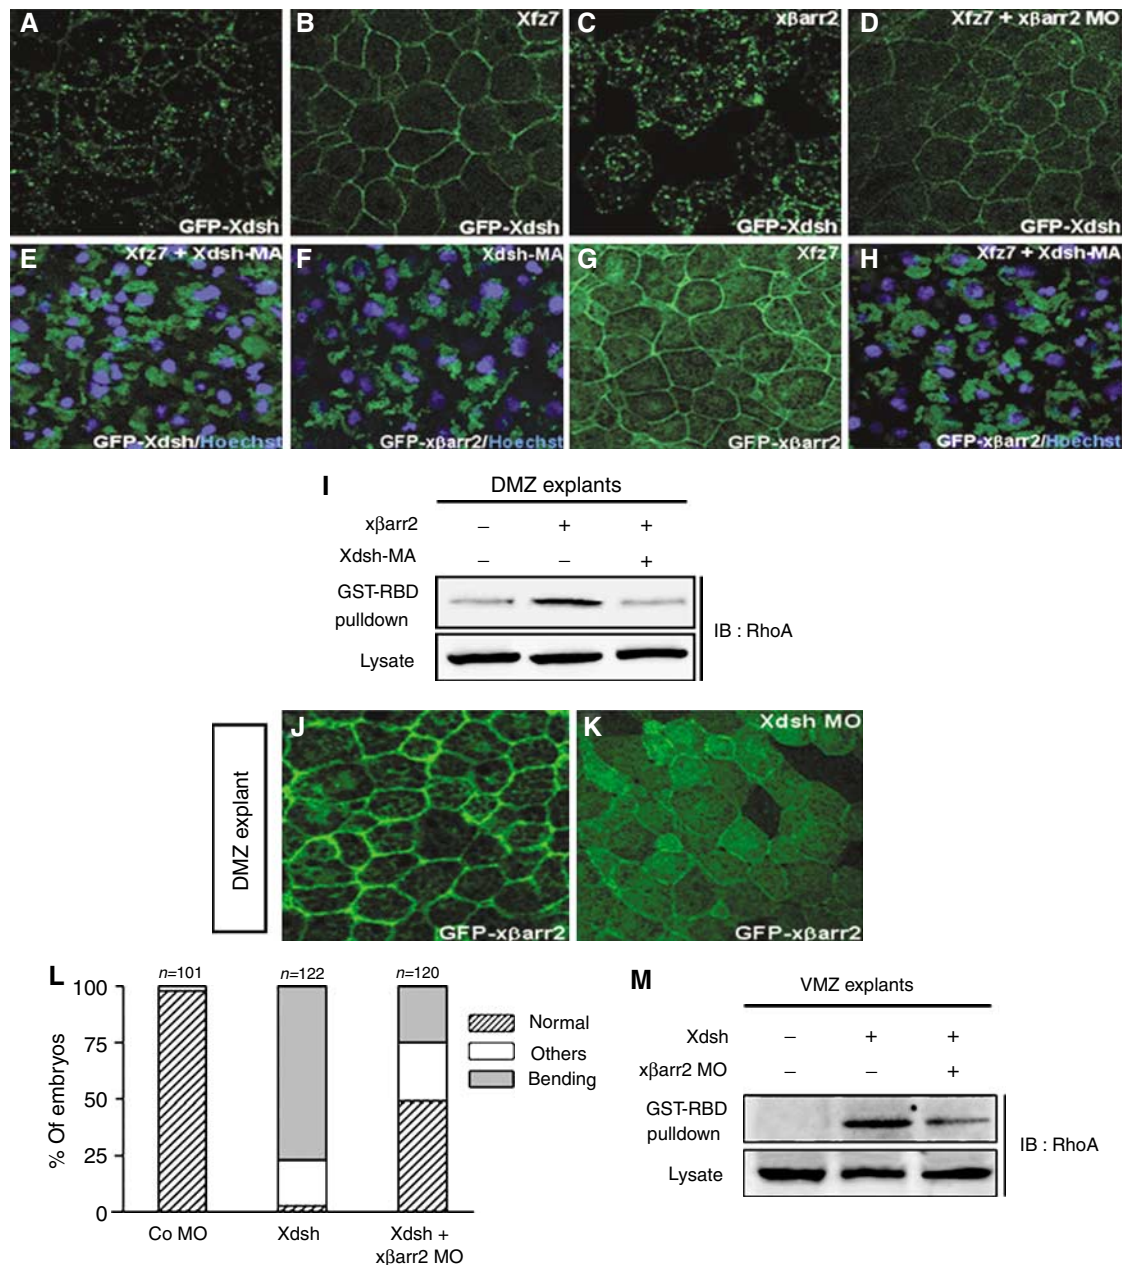 A
GFP-Xdsh
B
Xfz7
GFP-Xdsh
C
xβarr2
GFP-Xdsh
D
Xfz7 + xβarr2 MO
GFP-Xdsh
E
Xfz7 + Xdsh-MA
GFP-Xdsh/Hoechst
F
Xdsh-MA
GFP-xβarr2/Hoechst
G
Xfz7
GFP-xβarr2
H
Xfz7 + Xdsh-MA
GFP-xβarr2/Hoechst
I
DMZ explants
xβarr2 – + +
Xdsh-MA – – +
GST-RBD
pulldown
Lysate
IB : RhoA
DMZ explant
J
GFP-xβarr2
K
Xdsh MO
GFP-xβarr2
L
n=101 n=122 n=120
100
75
50
25
0
% Of embryos
Co MO
Xdsh
Xdsh +
xβarr2 MO
Normal
Others
Bending
M
VMZ explants
Xdsh – + +
xβarr2 MO – – +
GST-RBD
pulldown
Lysate
IB : RhoA